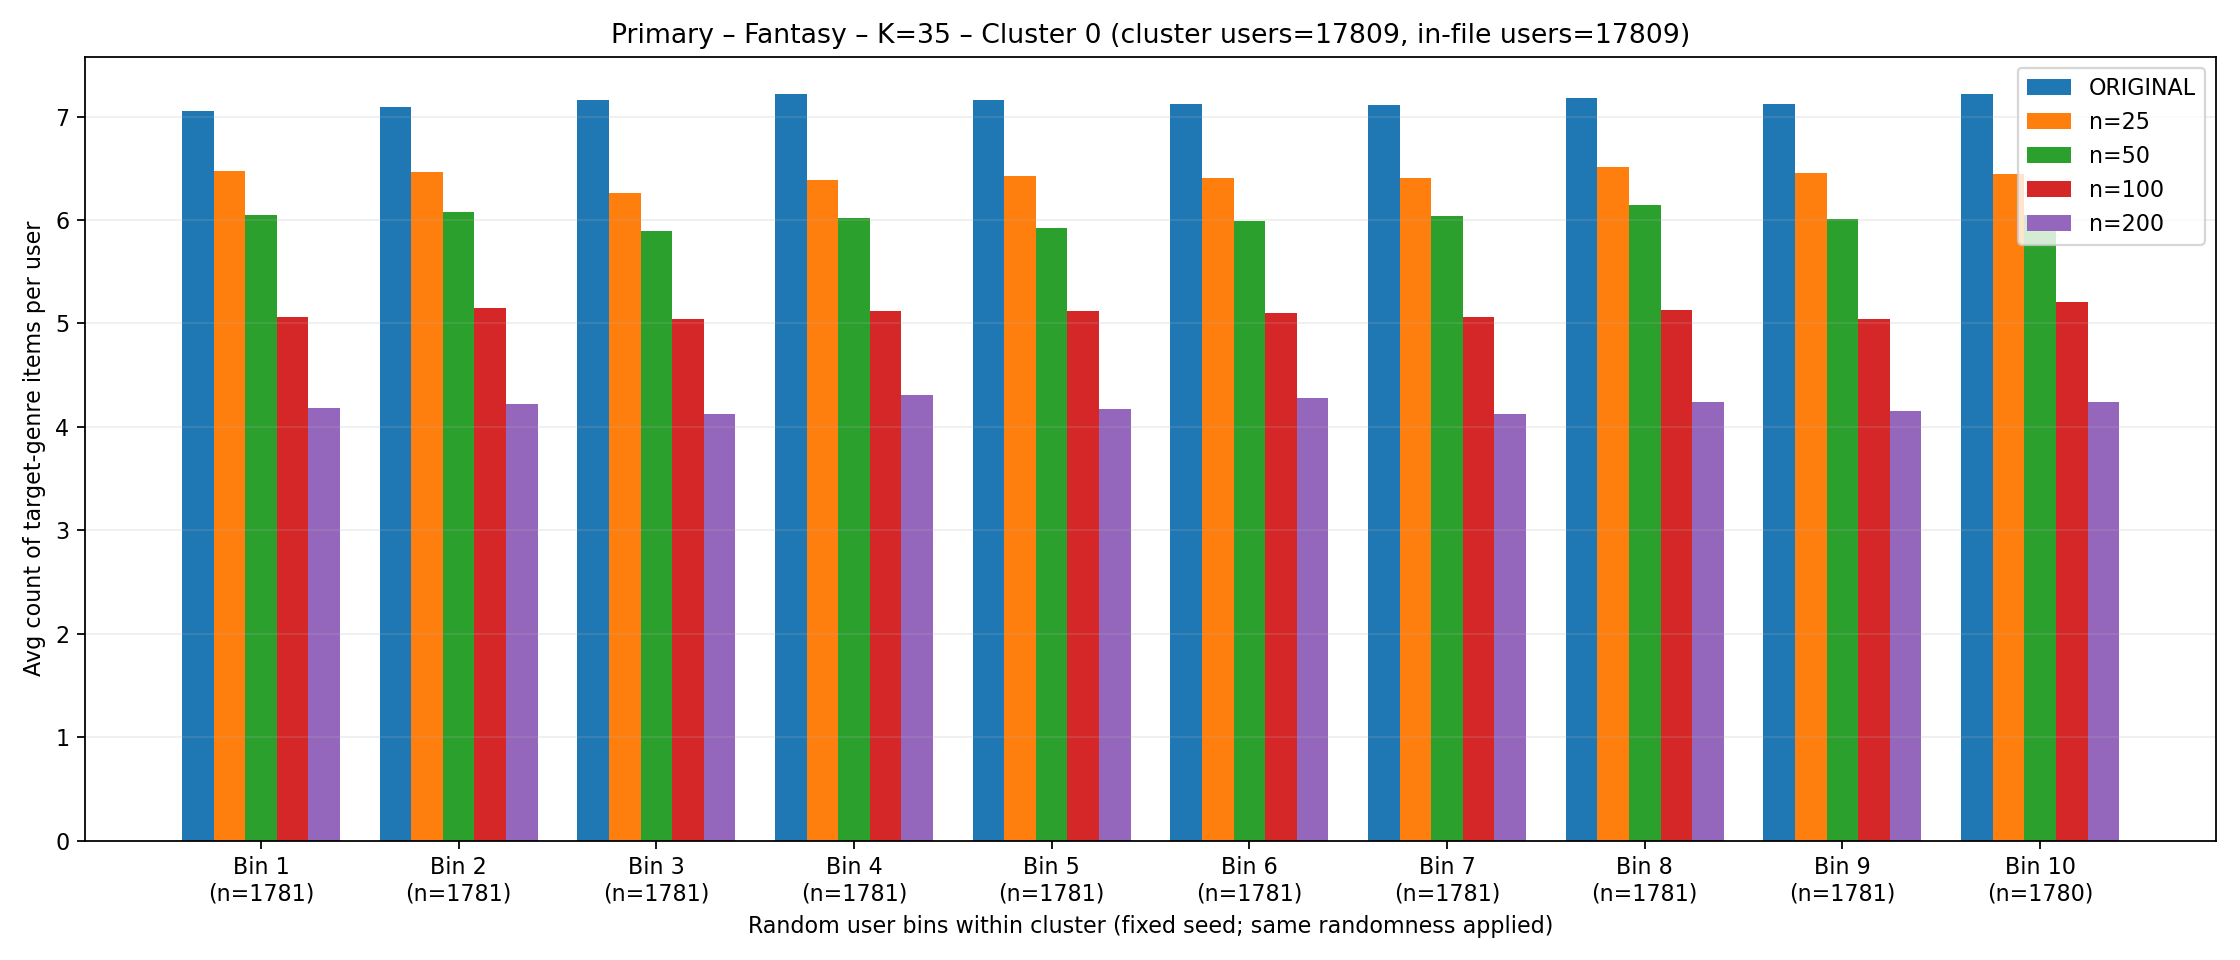 Primary – Fantasy – K=35 – Cluster 0 (cluster users=17809, in-file users=17809)
ORIGINAL
n=25
n=50
n=100
n=200
Avg count of target-genre items per user
7
6
5
4
3
2
1
0
Bin 1 Bin 2 Bin 3 Bin 4 Bin 5 Bin 6 Bin 7 Bin 8 Bin 9 Bin 10
(n=1781) (n=1781) (n=1781) (n=1781) (n=1781) (n=1781) (n=1781) (n=1781) (n=1781) (n=1780)
Random user bins within cluster (fixed seed; same randomness applied)